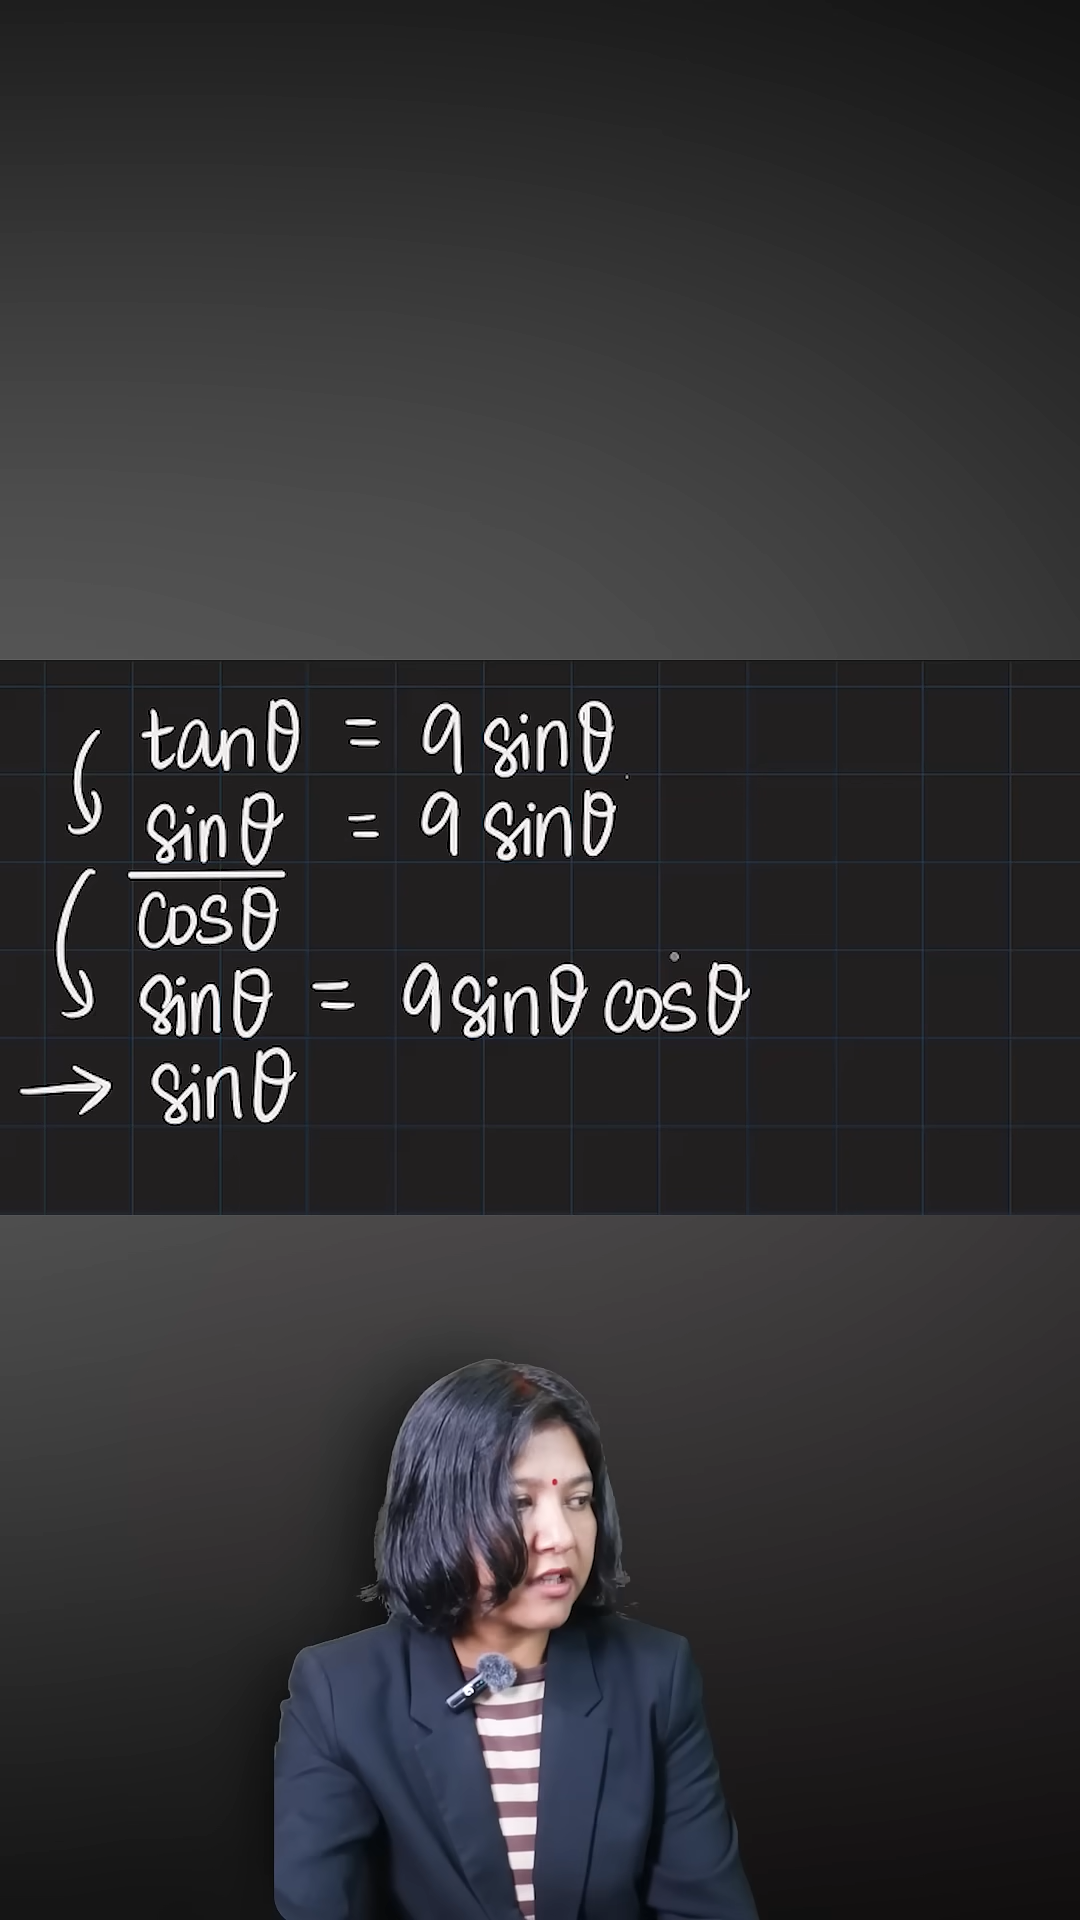 tanθ = 9 sinθ
sinθ = 9 sinθ
cosθ
sinθ = 9 sinθ cosθ
→ sinθ